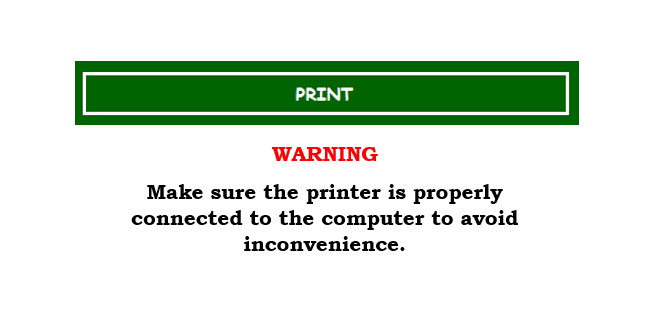 PRINT
WARNING
Make sure the printer is properly
connected to the computer to avoid
inconvenience.